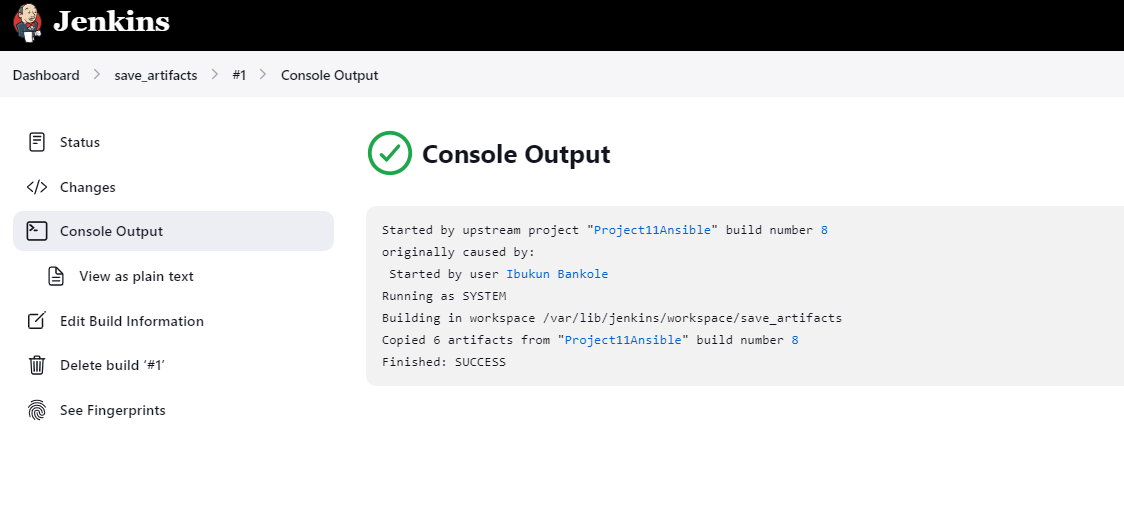 Jenkins
Dashboard > save_artifacts > #1 > Console Output
Status
Changes
Console Output
View as plain text
Edit Build Information
Delete build ‘#1’
See Fingerprints
Console Output
Started by upstream project "Project11Ansible" build number 8
originally caused by:
 Started by user Ibukun Bankole
Running as SYSTEM
Building in workspace /var/lib/jenkins/workspace/save_artifacts
Copied 6 artifacts from "Project11Ansible" build number 8
Finished: SUCCESS